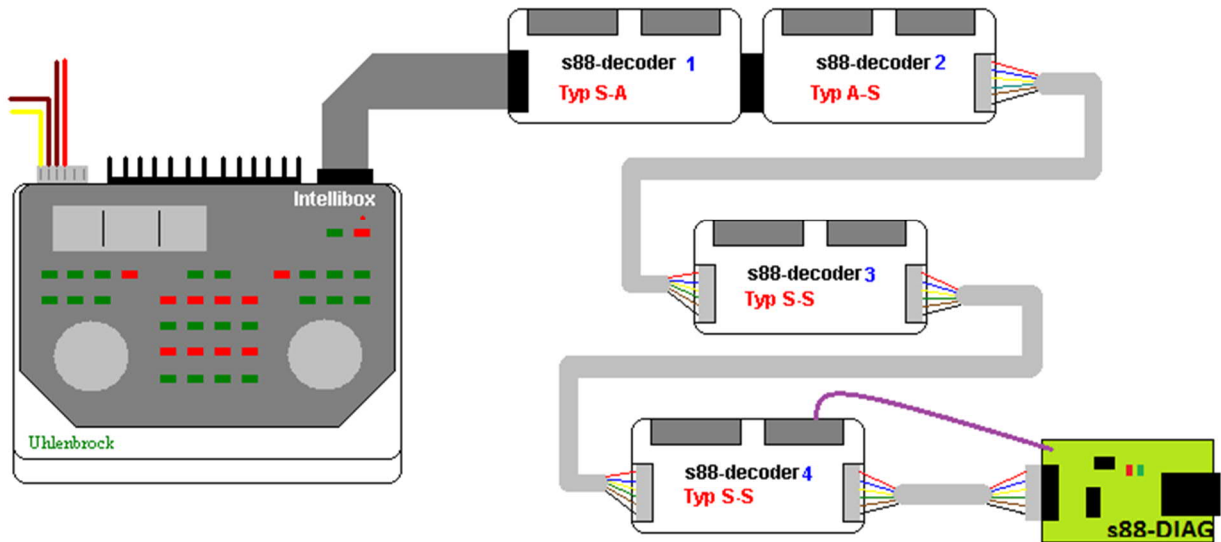 s88-decoder 1
Typ S-A
s88-decoder 2
Typ A-S
Intellibox
s88-decoder 3
Typ S-S
Uhlenbrock
s88-decoder 4
Typ S-S
s88-DIAG